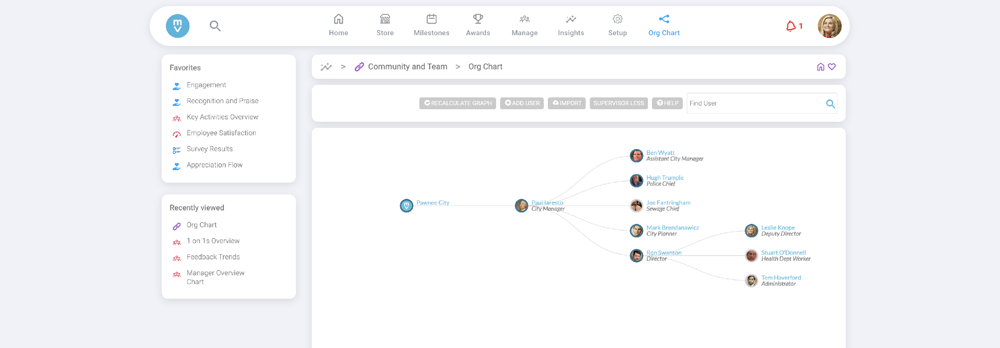 mv
Home
Store
Milestones
Awards
Manage
Insights
Setup
Org Chart
1
Favorites
Engagement
Recognition and Praise
Key Activities Overview
Employee Satisfaction
Survey Results
Appreciation Flow
Recently viewed
Org Chart
1 on 1s Overview
Feedback Trends
Manager Overview
Chart
> Community and Team > Org Chart
RECALCULATE GRAPH
ADD USER
IMPORT
SUPERVISOR LESS
HELP
Find User
mv
Pawnee City
Paul Iaresco
City Manager
Ben Wyatt
Assistant City Manager
Hugh Trumple
Police Chief
Joe Fantringham
Sewage Chief
Mark Brendanawicz
City Planner
Ron Swanson
Director
Leslie Knope
Deputy Director
Stuart O'Donnell
Health Dept Worker
Tom Haverford
Administrator